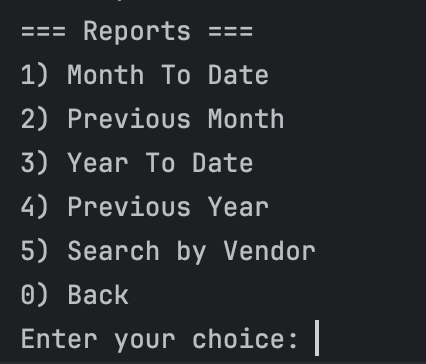 === Reports ===
1) Month To Date
2) Previous Month
3) Year To Date
4) Previous Year
5) Search by Vendor
0) Back
Enter your choice: